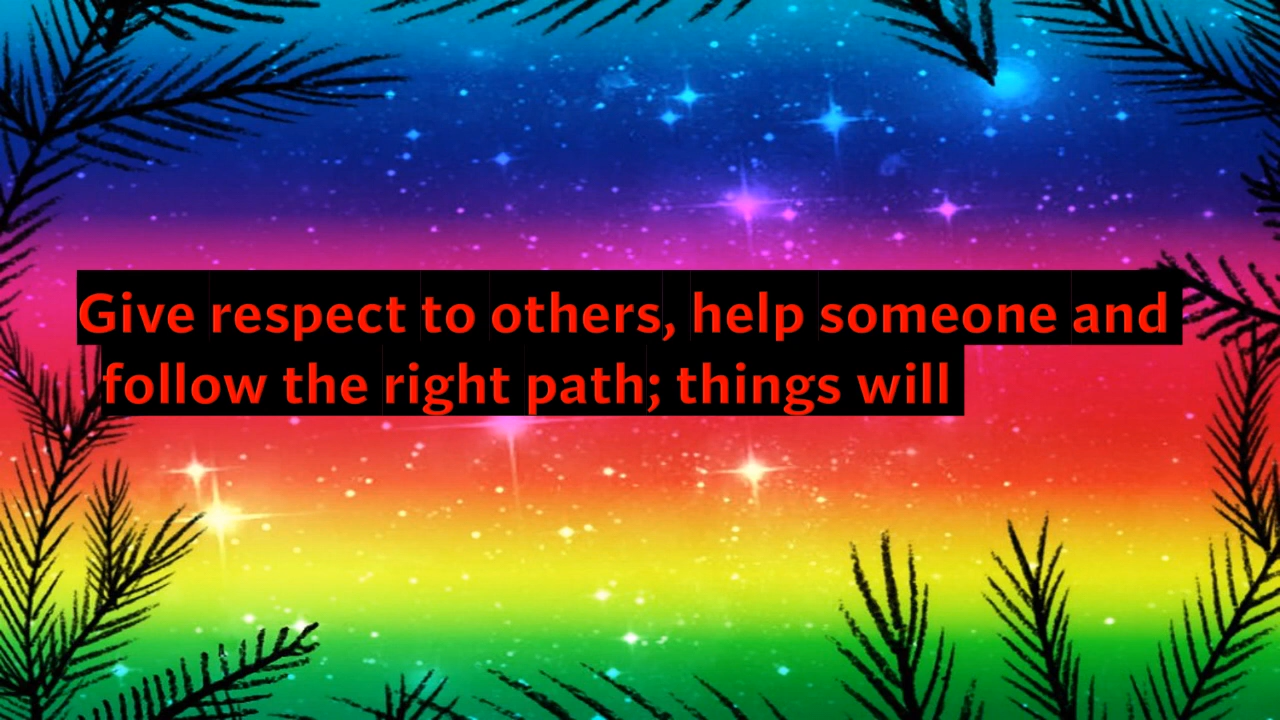 Give respect to others, help someone and
follow the right path; things will